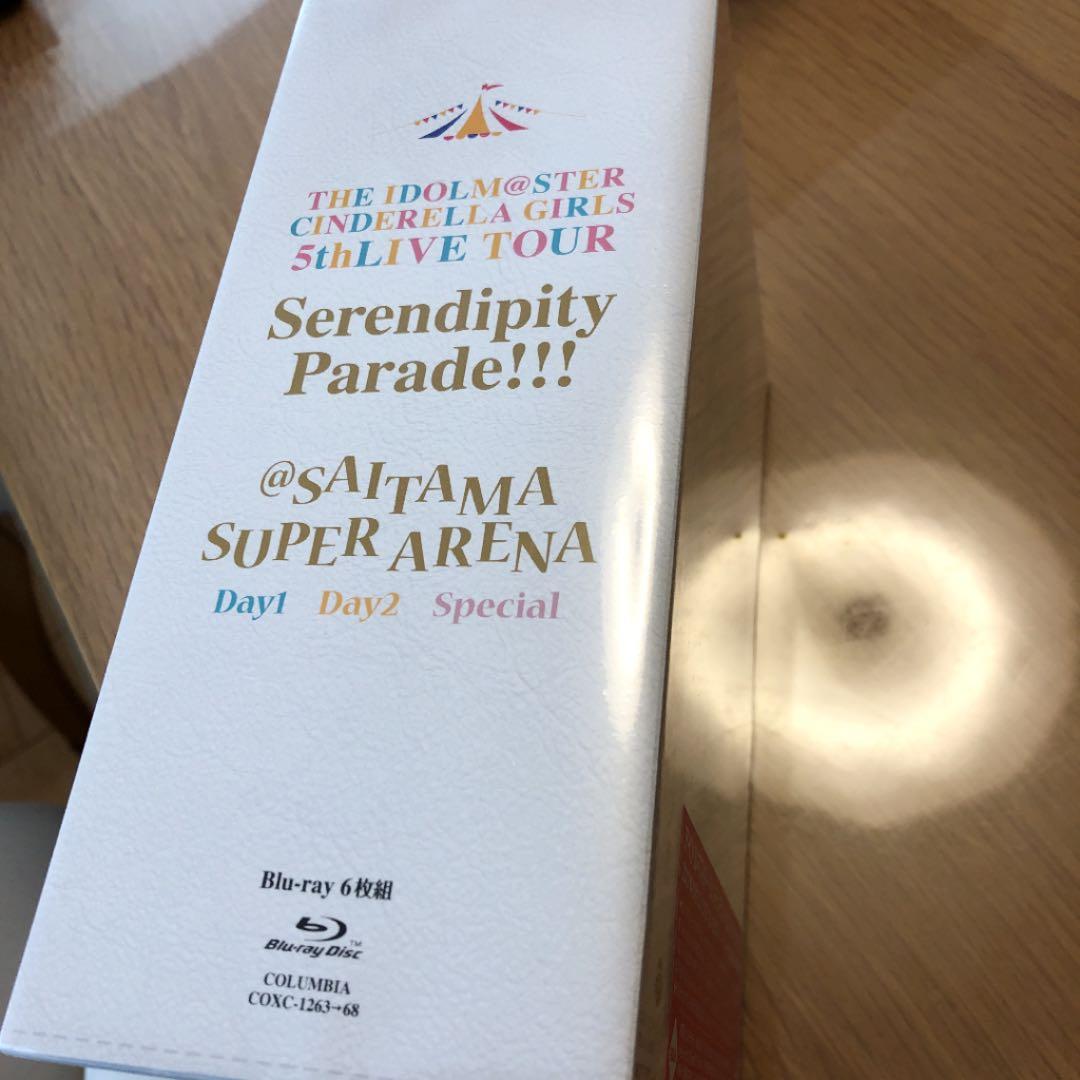 THE IDOLM@STER
CINDERELLA GIRLS
5thLIVE TOUR
Serendipity
Parade!!!
@SAITAMA
SUPER ARENA
Day1 Day2 Special
Blu-ray 6枚組
Blu-ray Disc™
COLUMBIA
COXC-1263→68